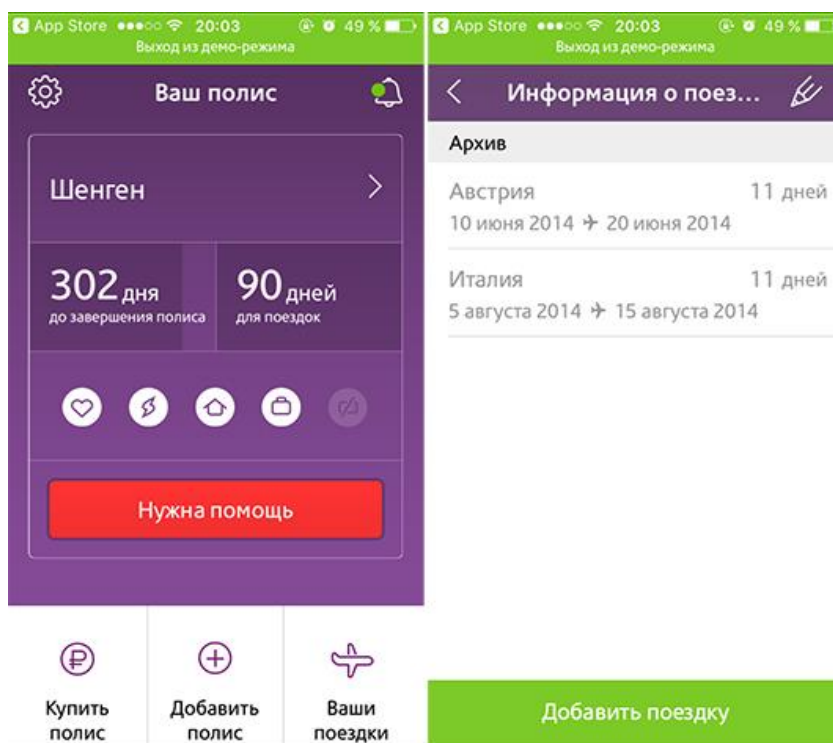 App Store 20:03 49 %
Выход из демо-режима
Ваш полис
Шенген
302 дня
до завершения полиса
90 дней
для поездок
Нужна помощь
Купить
полис
Добавить
полис
Ваши
поездки
App Store 20:03 49 %
Выход из демо-режима
Информация о поез...
Архив
Австрия 11 дней
10 июня 2014 ✈ 20 июня 2014
Италия 11 дней
5 августа 2014 ✈ 15 августа 2014
Добавить поездку